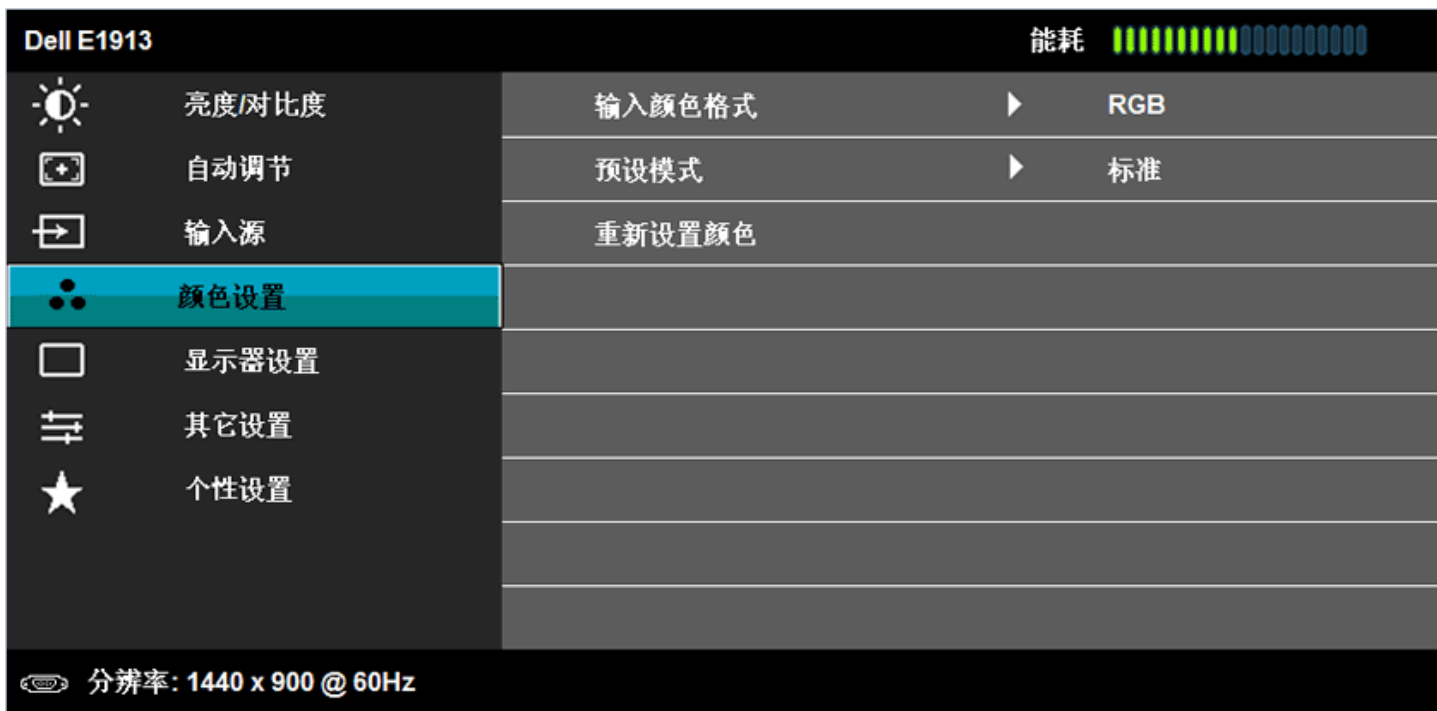 Dell E1913 能耗
亮度/对比度 输入颜色格式 RGB
自动调节 预设模式 标准
输入源 重新设置颜色
颜色设置
显示器设置
其它设置
个性设置
分辨率: 1440 x 900 @ 60Hz